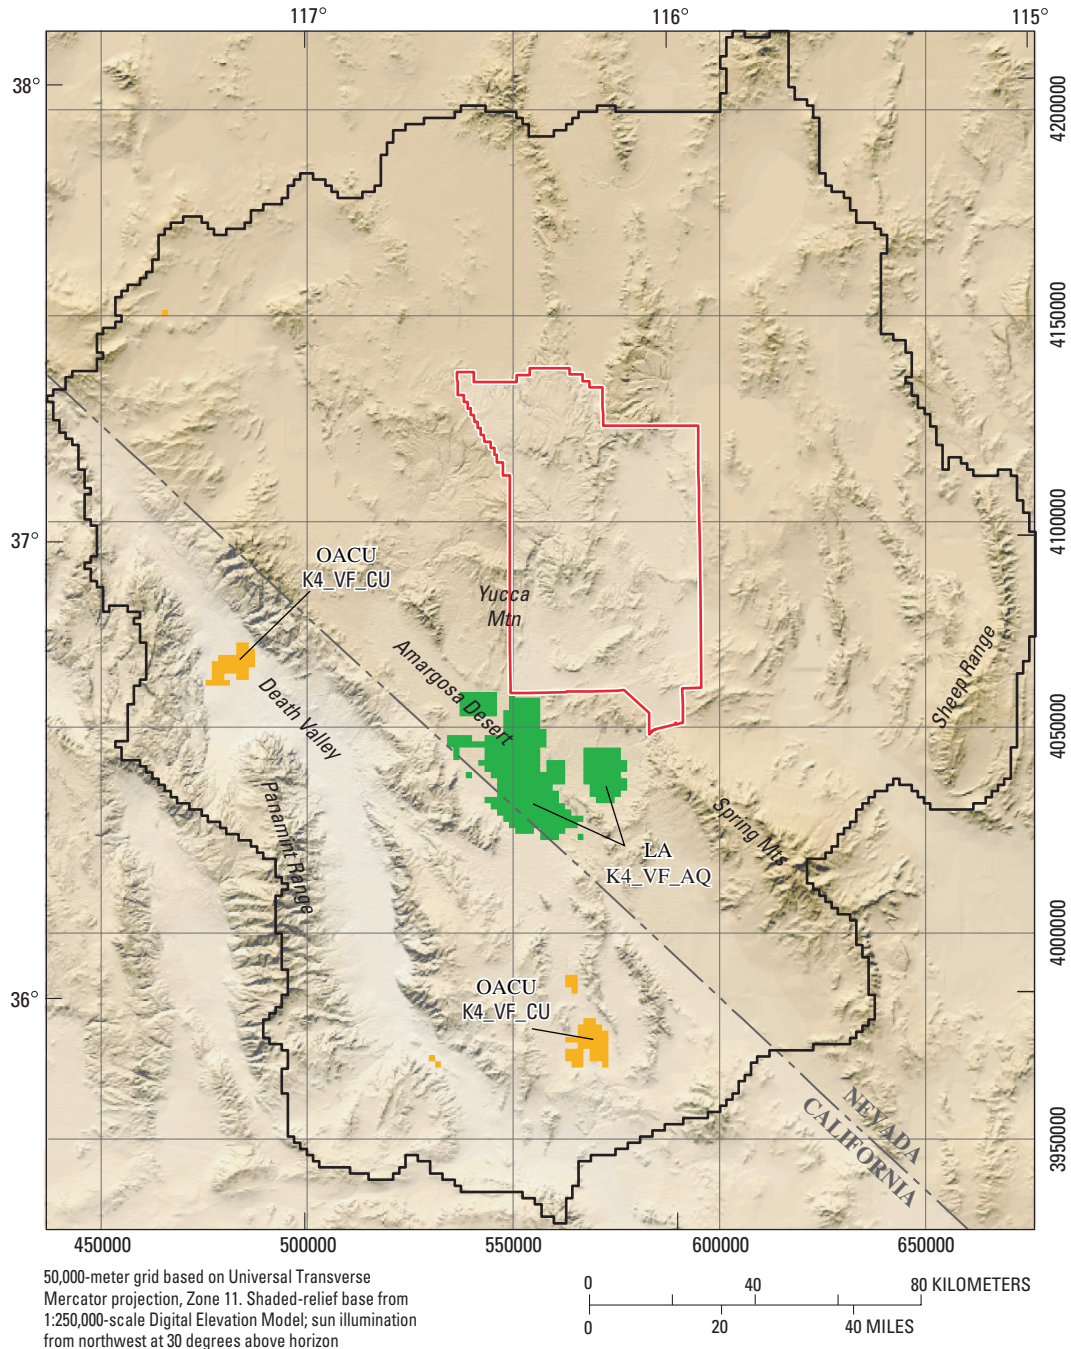 117°
116°
115°
38°
4200000
4150000
37°
4100000
OACU
K4_VF_CU
Yucca
Mtn
Amargosa Desert
Sheep Range
Death Valley
4050000
Panamint Range
Spring Mts
LA
K4_VF_AQ
4000000
36°
OACU
K4_VF_CU
NEVADA
CALIFORNIA
3950000
450000
500000
550000
600000
650000
50,000-meter grid based on Universal Transverse
Mercator projection, Zone 11. Shaded-relief base from
1:250,000-scale Digital Elevation Model; sun illumination
from northwest at 30 degrees above horizon
0 40 80 KILOMETERS
0 20 40 MILES